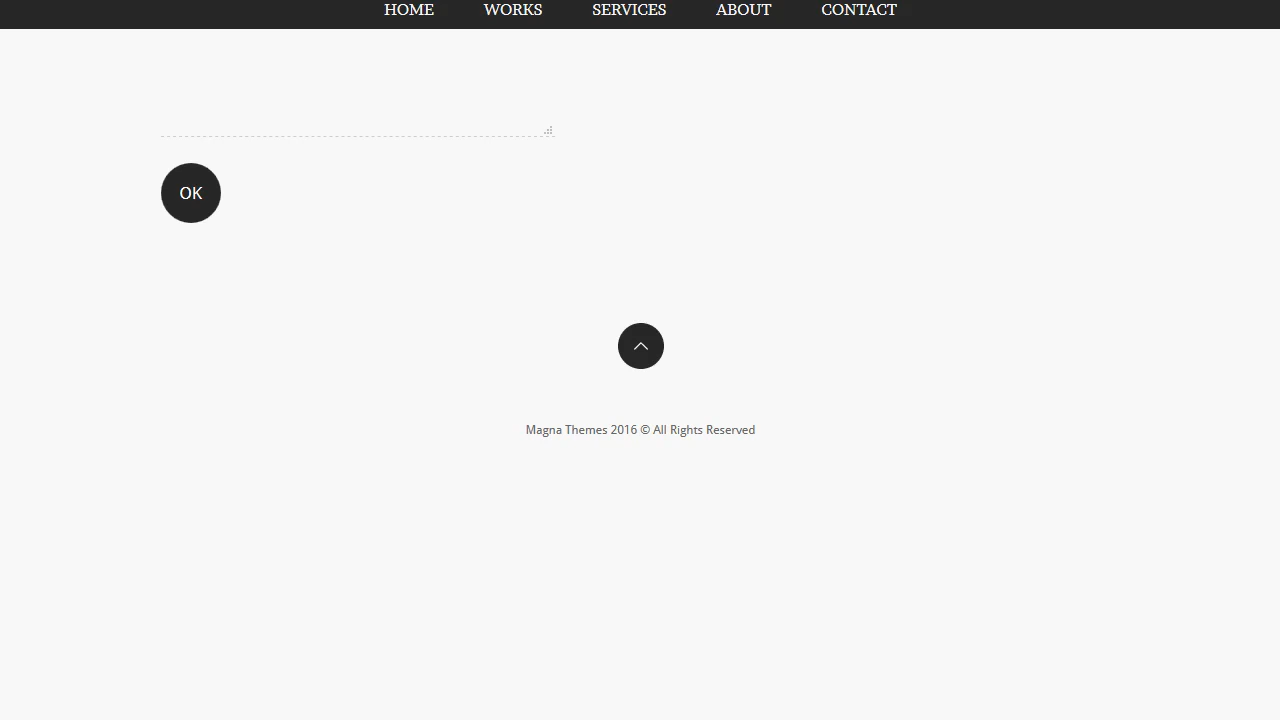 HOME WORKS SERVICES ABOUT CONTACT
OK
Magna Themes 2016 © All Rights Reserved